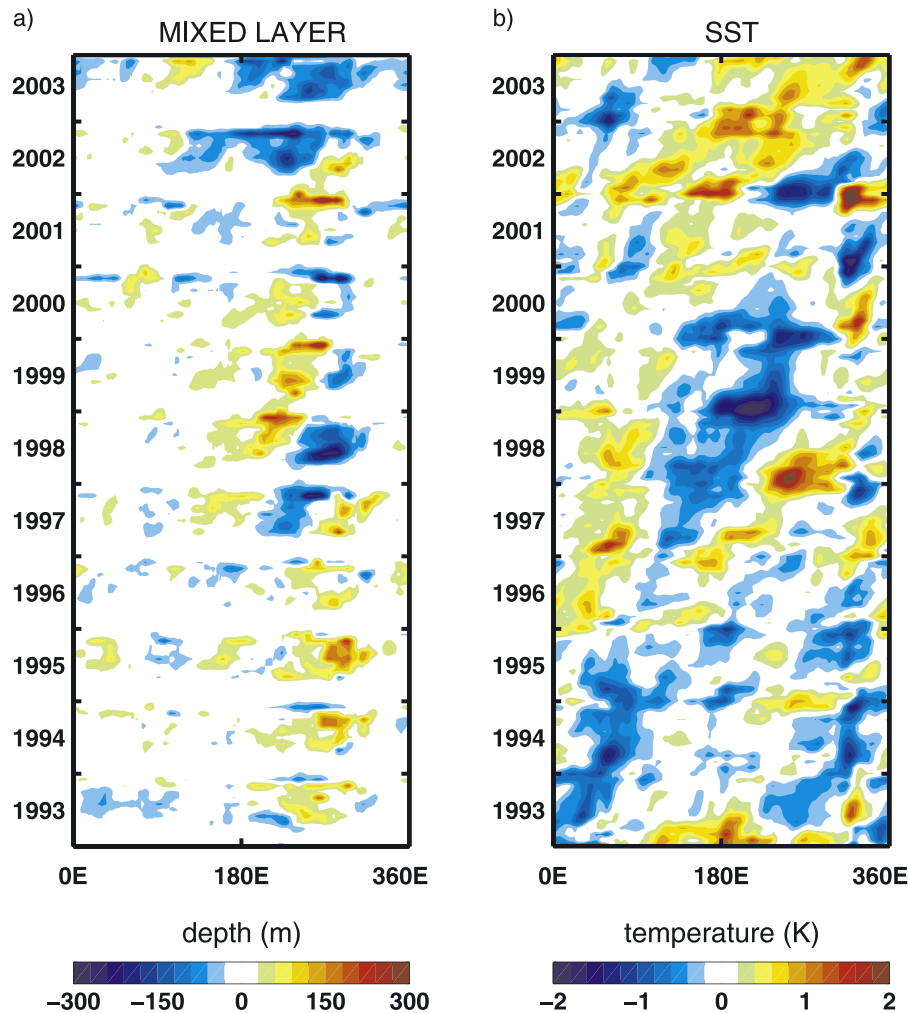 a)
MIXED LAYER
2003
2002
2001
2000
1999
1998
1997
1996
1995
1994
1993
0E 180E 360E
depth (m)
−300 −150 0 150 300
b)
SST
2003
2002
2001
2000
1999
1998
1997
1996
1995
1994
1993
0E 180E 360E
temperature (K)
−2 −1 0 1 2